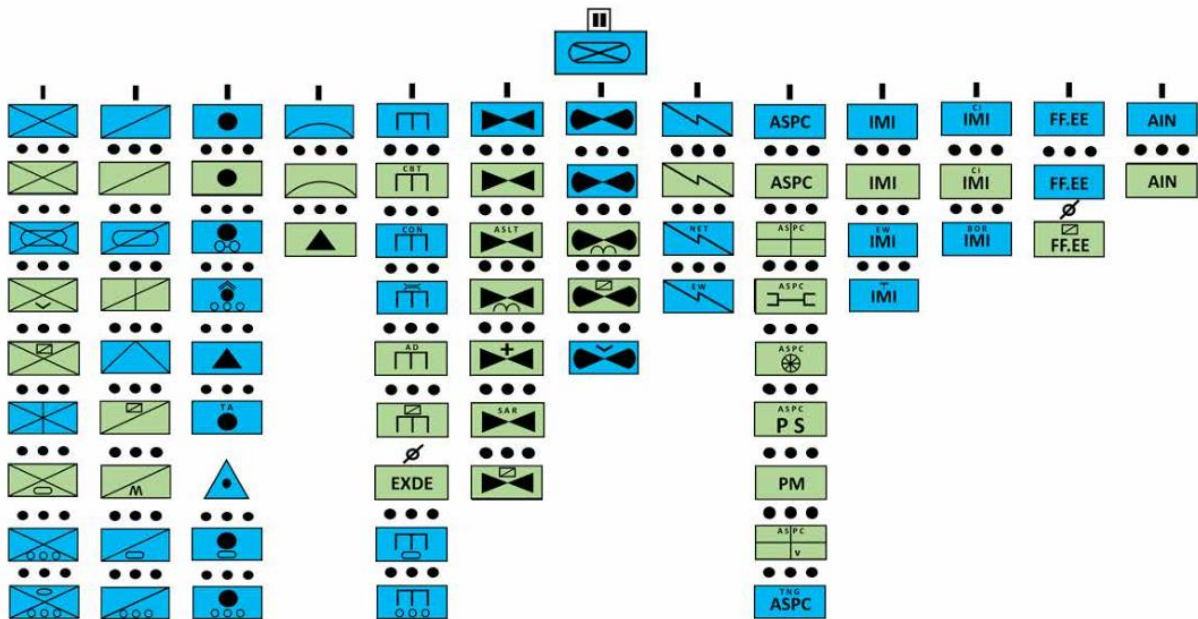 ASPC IMI CI IMI FF.EE AIN
CBT ASPC IMI CI IMI FF.EE AIN
CON ASLT NET ASPC EW IMI BOR IMI FF.EE
EW ASPC IMI
AD ASPC
TA SAR ASPC P S
EXDE PM
ASPC V
TNG ASPC